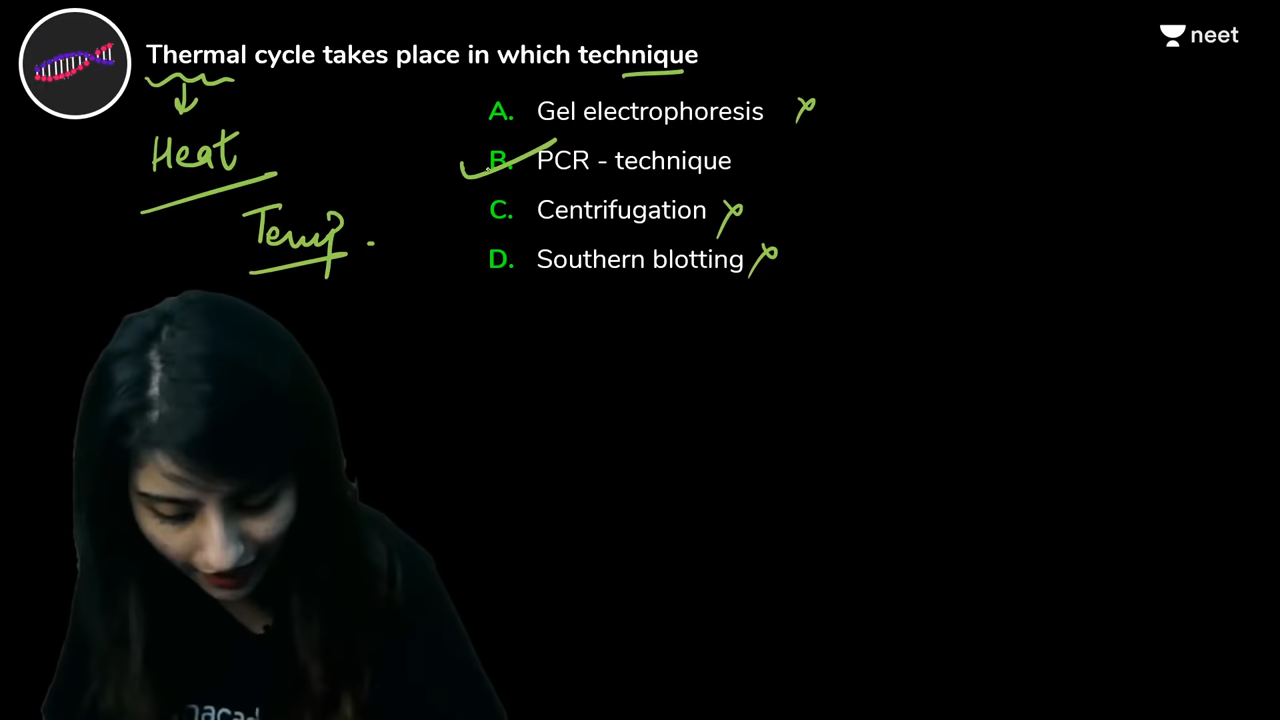 Thermal cycle takes place in which technique
neet
A. Gel electrophoresis
B. PCR - technique
C. Centrifugation
D. Southern blotting
Heat
Temp.